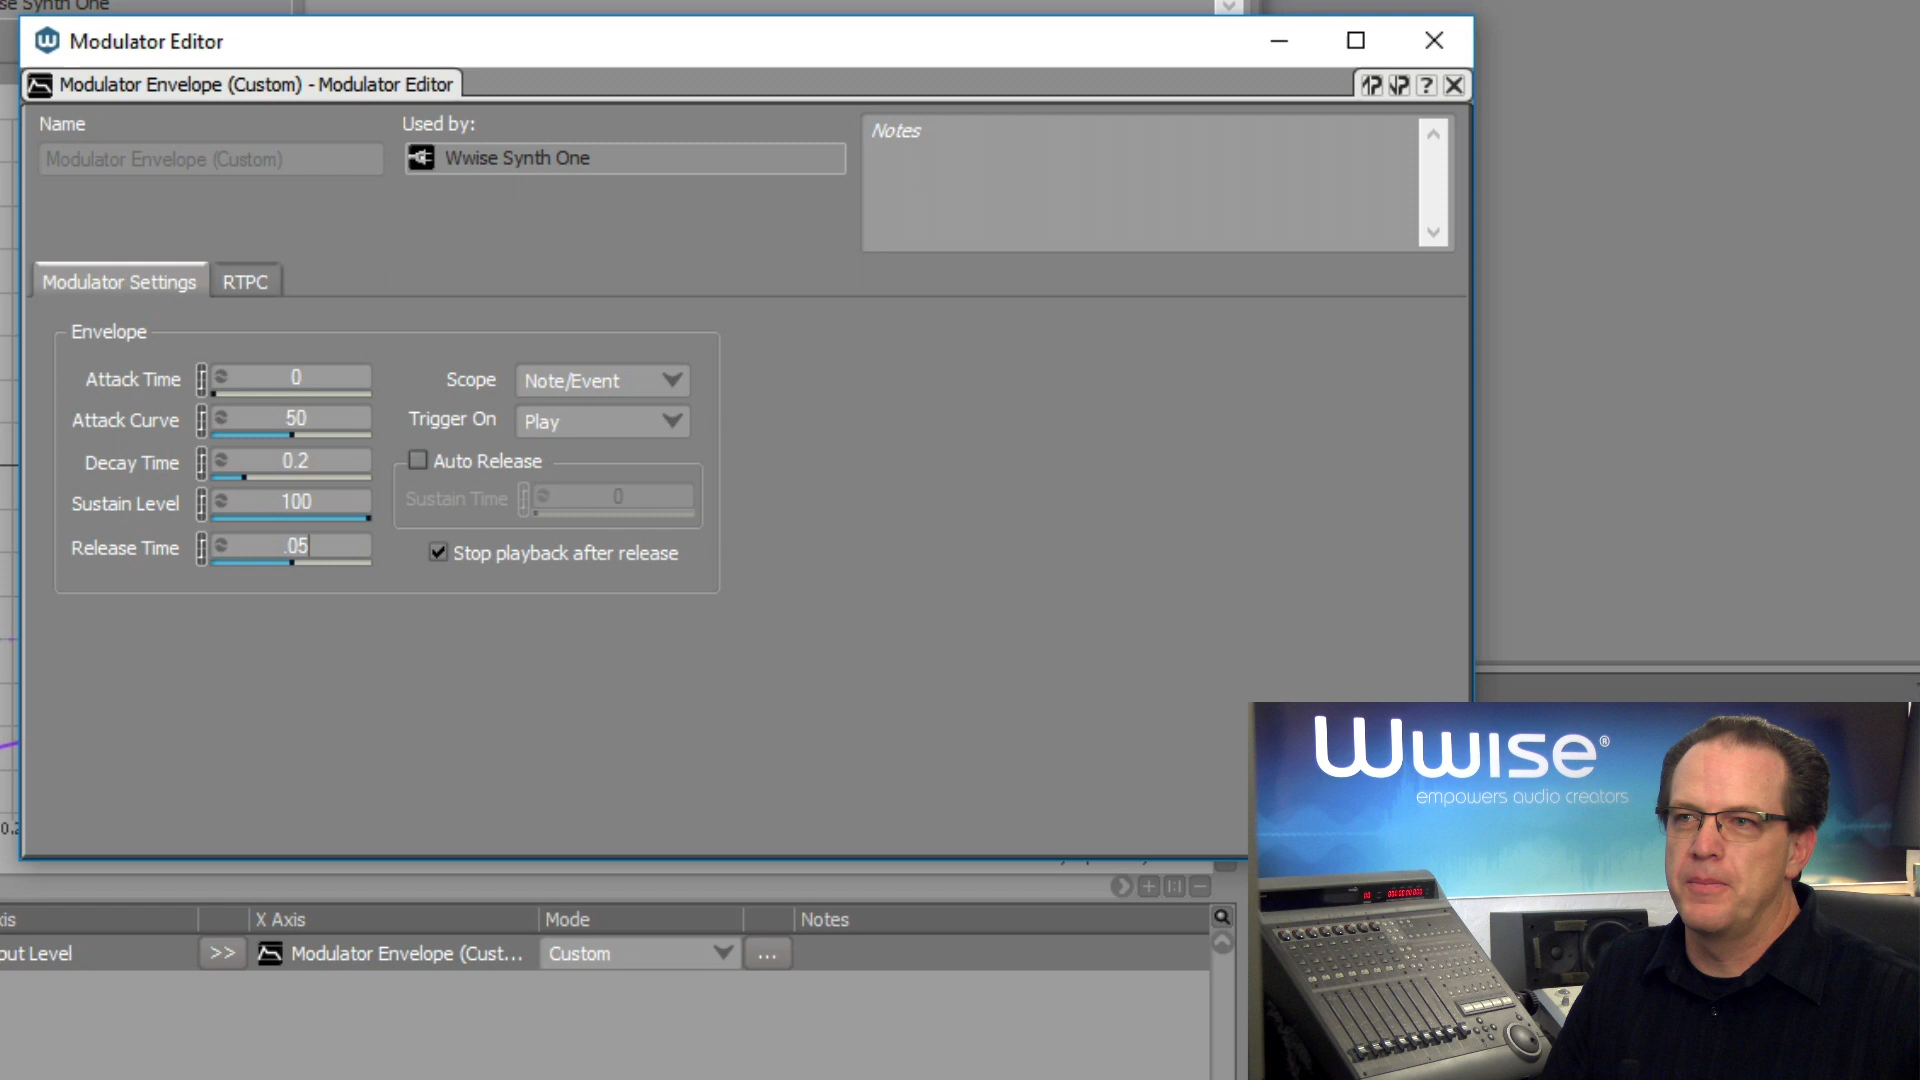 se Synth One
Modulator Editor
Modulator Envelope (Custom) - Modulator Editor
Name
Used by:
Notes
Modulator Envelope (Custom)
Wwise Synth One
Modulator Settings
RTPC
Envelope
Attack Time
0
Scope
Note/Event
Attack Curve
50
Trigger On
Play
Decay Time
0.2
Auto Release
Sustain Level
100
Sustain Time
0
Release Time
.05
Stop playback after release
0.2
X Axis
Mode
Notes
out Level
>>
Modulator Envelope (Cust...
Custom
...
Wwise®
empowers audio creators